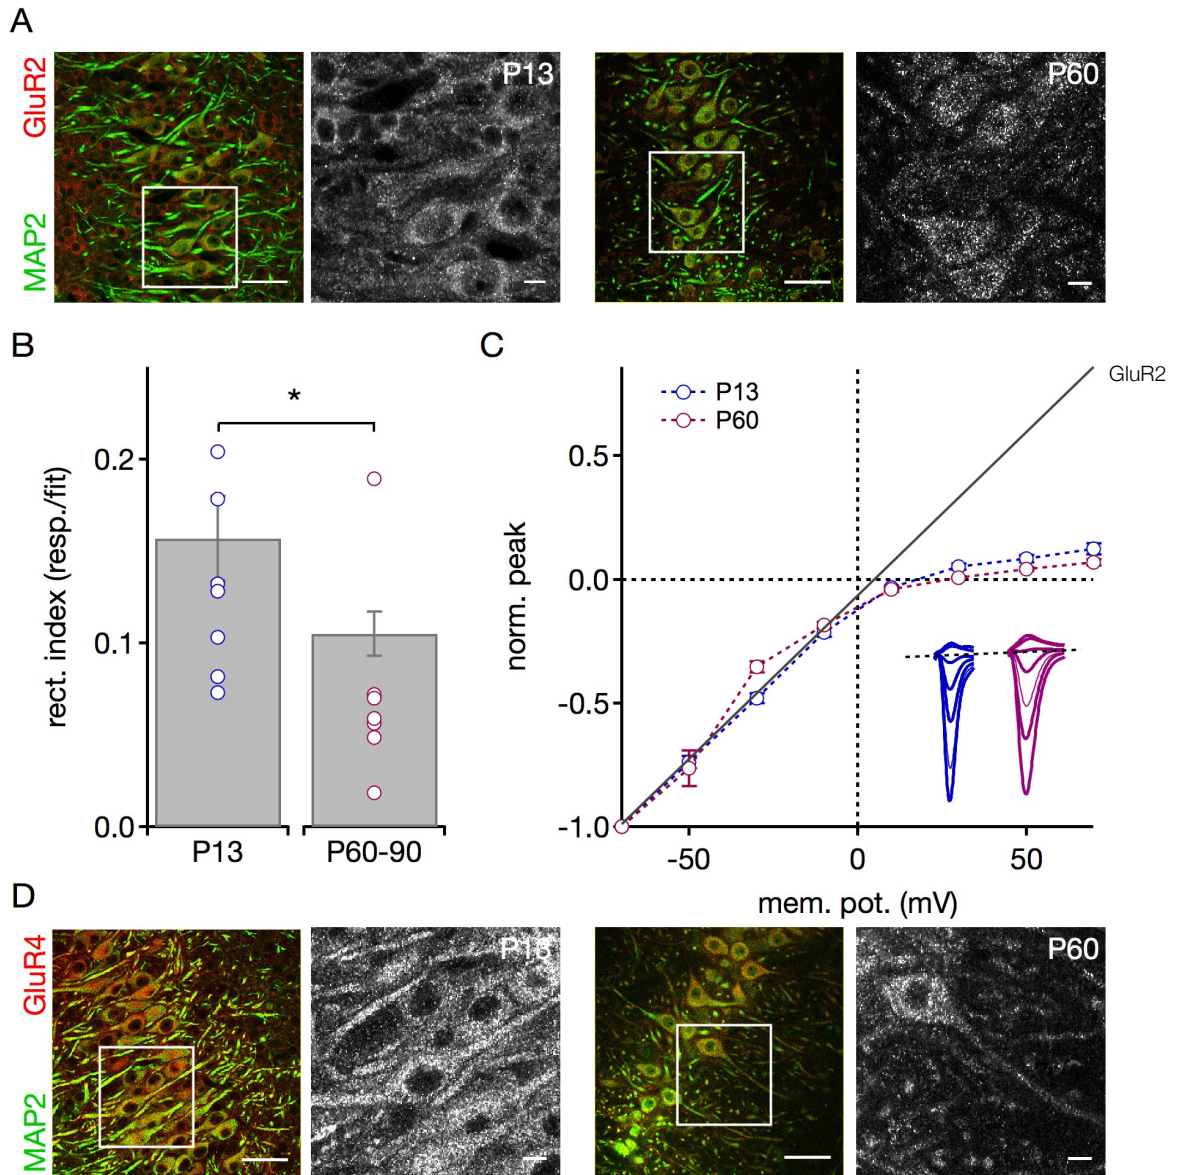 A
GluR2
MAP2
P13
P60
B
*
rect. index (resp./fit)
0.2
0.1
0.0
P13
P60-90
C
P13
P60
GluR2
norm. peak
0.5
0.0
-0.5
-1.0
-50
0
50
mem. pot. (mV)
D
GluR4
MAP2
P60